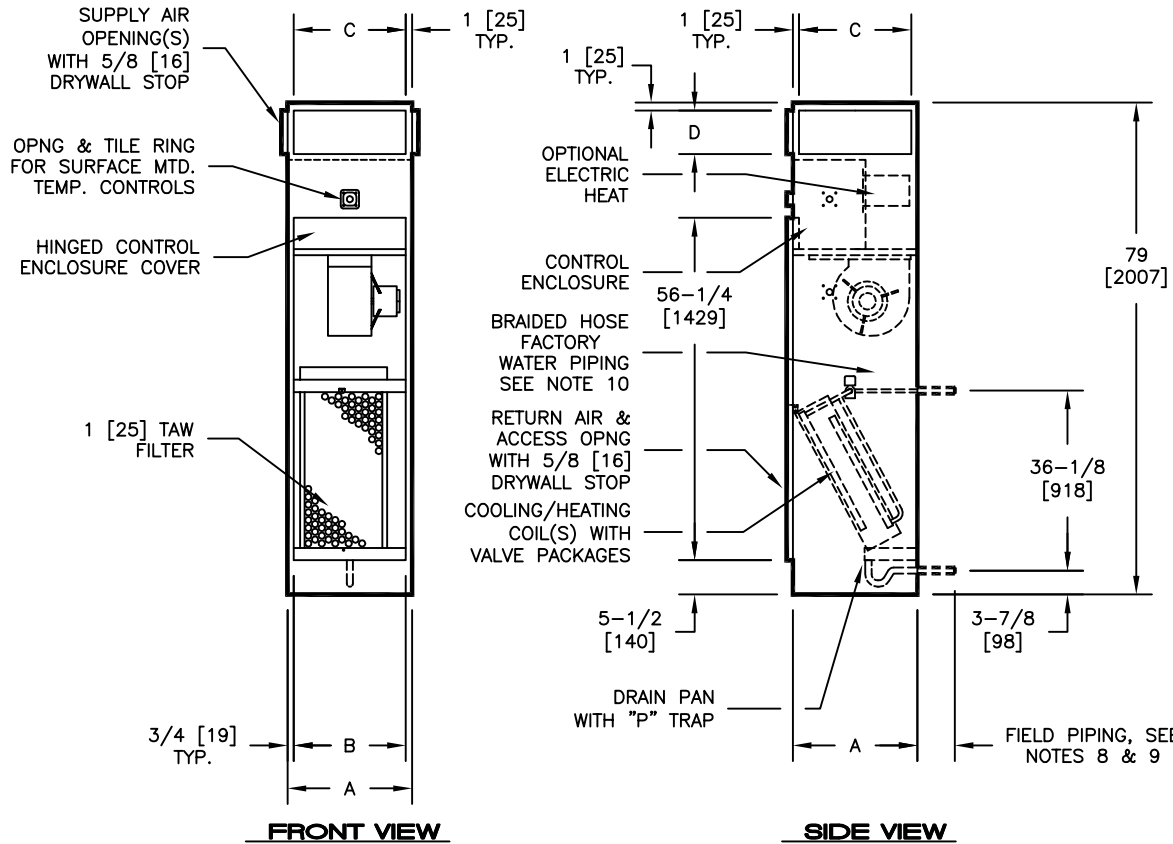 SUPPLY AIR
OPENING(S)
WITH 5/8 [16]
DRYWALL STOP
OPNG & TILE RING
FOR SURFACE MTD.
TEMP. CONTROLS
HINGED CONTROL
ENCLOSURE COVER
1 [25] TAW
FILTER
3/4 [19]
TYP.
C
1 [25]
TYP.
B
A
FRONT VIEW
1 [25]
TYP.
C
1 [25]
TYP.
D
OPTIONAL
ELECTRIC
HEAT
CONTROL
ENCLOSURE
56-1/4
[1429]
BRAIDED HOSE
FACTORY
WATER PIPING
SEE NOTE 10
RETURN AIR &
ACCESS OPNG
WITH 5/8 [16]
DRYWALL STOP
COOLING/HEATING
COIL(S) WITH
VALVE PACKAGES
5-1/2
[140]
DRAIN PAN
WITH "P" TRAP
79
[2007]
36-1/8
[918]
3-7/8
[98]
A
FIELD PIPING, SEE
NOTES 8 & 9
SIDE VIEW